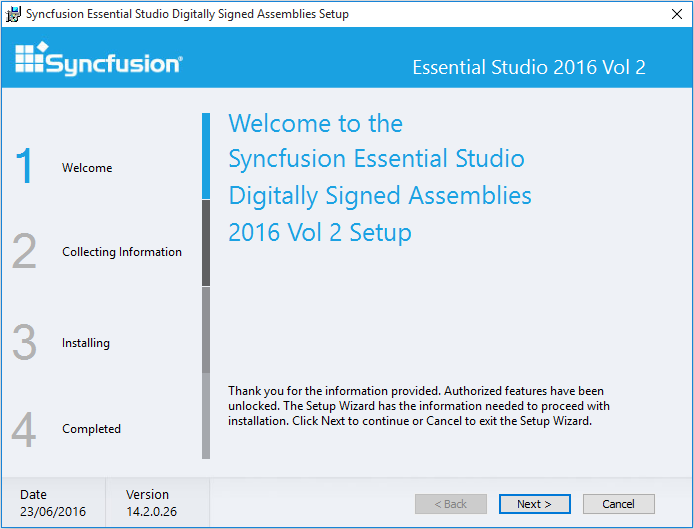 Syncfusion Essential Studio Digitally Signed Assemblies Setup
Syncfusion®
Essential Studio 2016 Vol 2
1 Welcome
2 Collecting Information
3 Installing
4 Completed
Welcome to the
Syncfusion Essential Studio
Digitally Signed Assemblies
2016 Vol 2 Setup
Thank you for the information provided. Authorized features have been
unlocked. The Setup Wizard has the information needed to proceed with
installation. Click Next to continue or Cancel to exit the Setup Wizard.
Date
23/06/2016
Version
14.2.0.26
< Back
Next >
Cancel